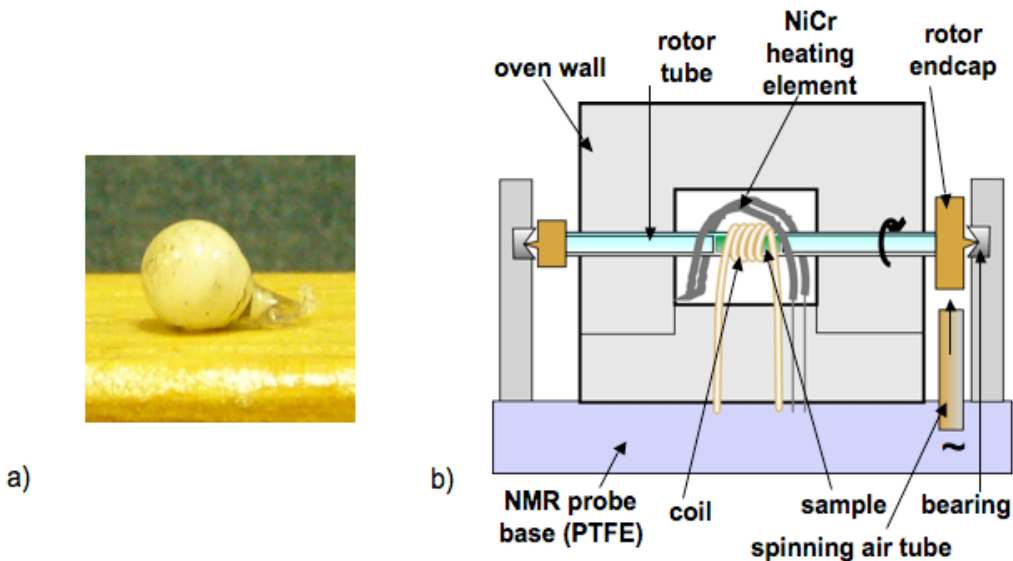 NiCr
heating
element
rotor
tube
rotor
endcap
oven wall
a)
b)
~
NMR probe
base (PTFE)
coil
sample
bearing
spinning air tube